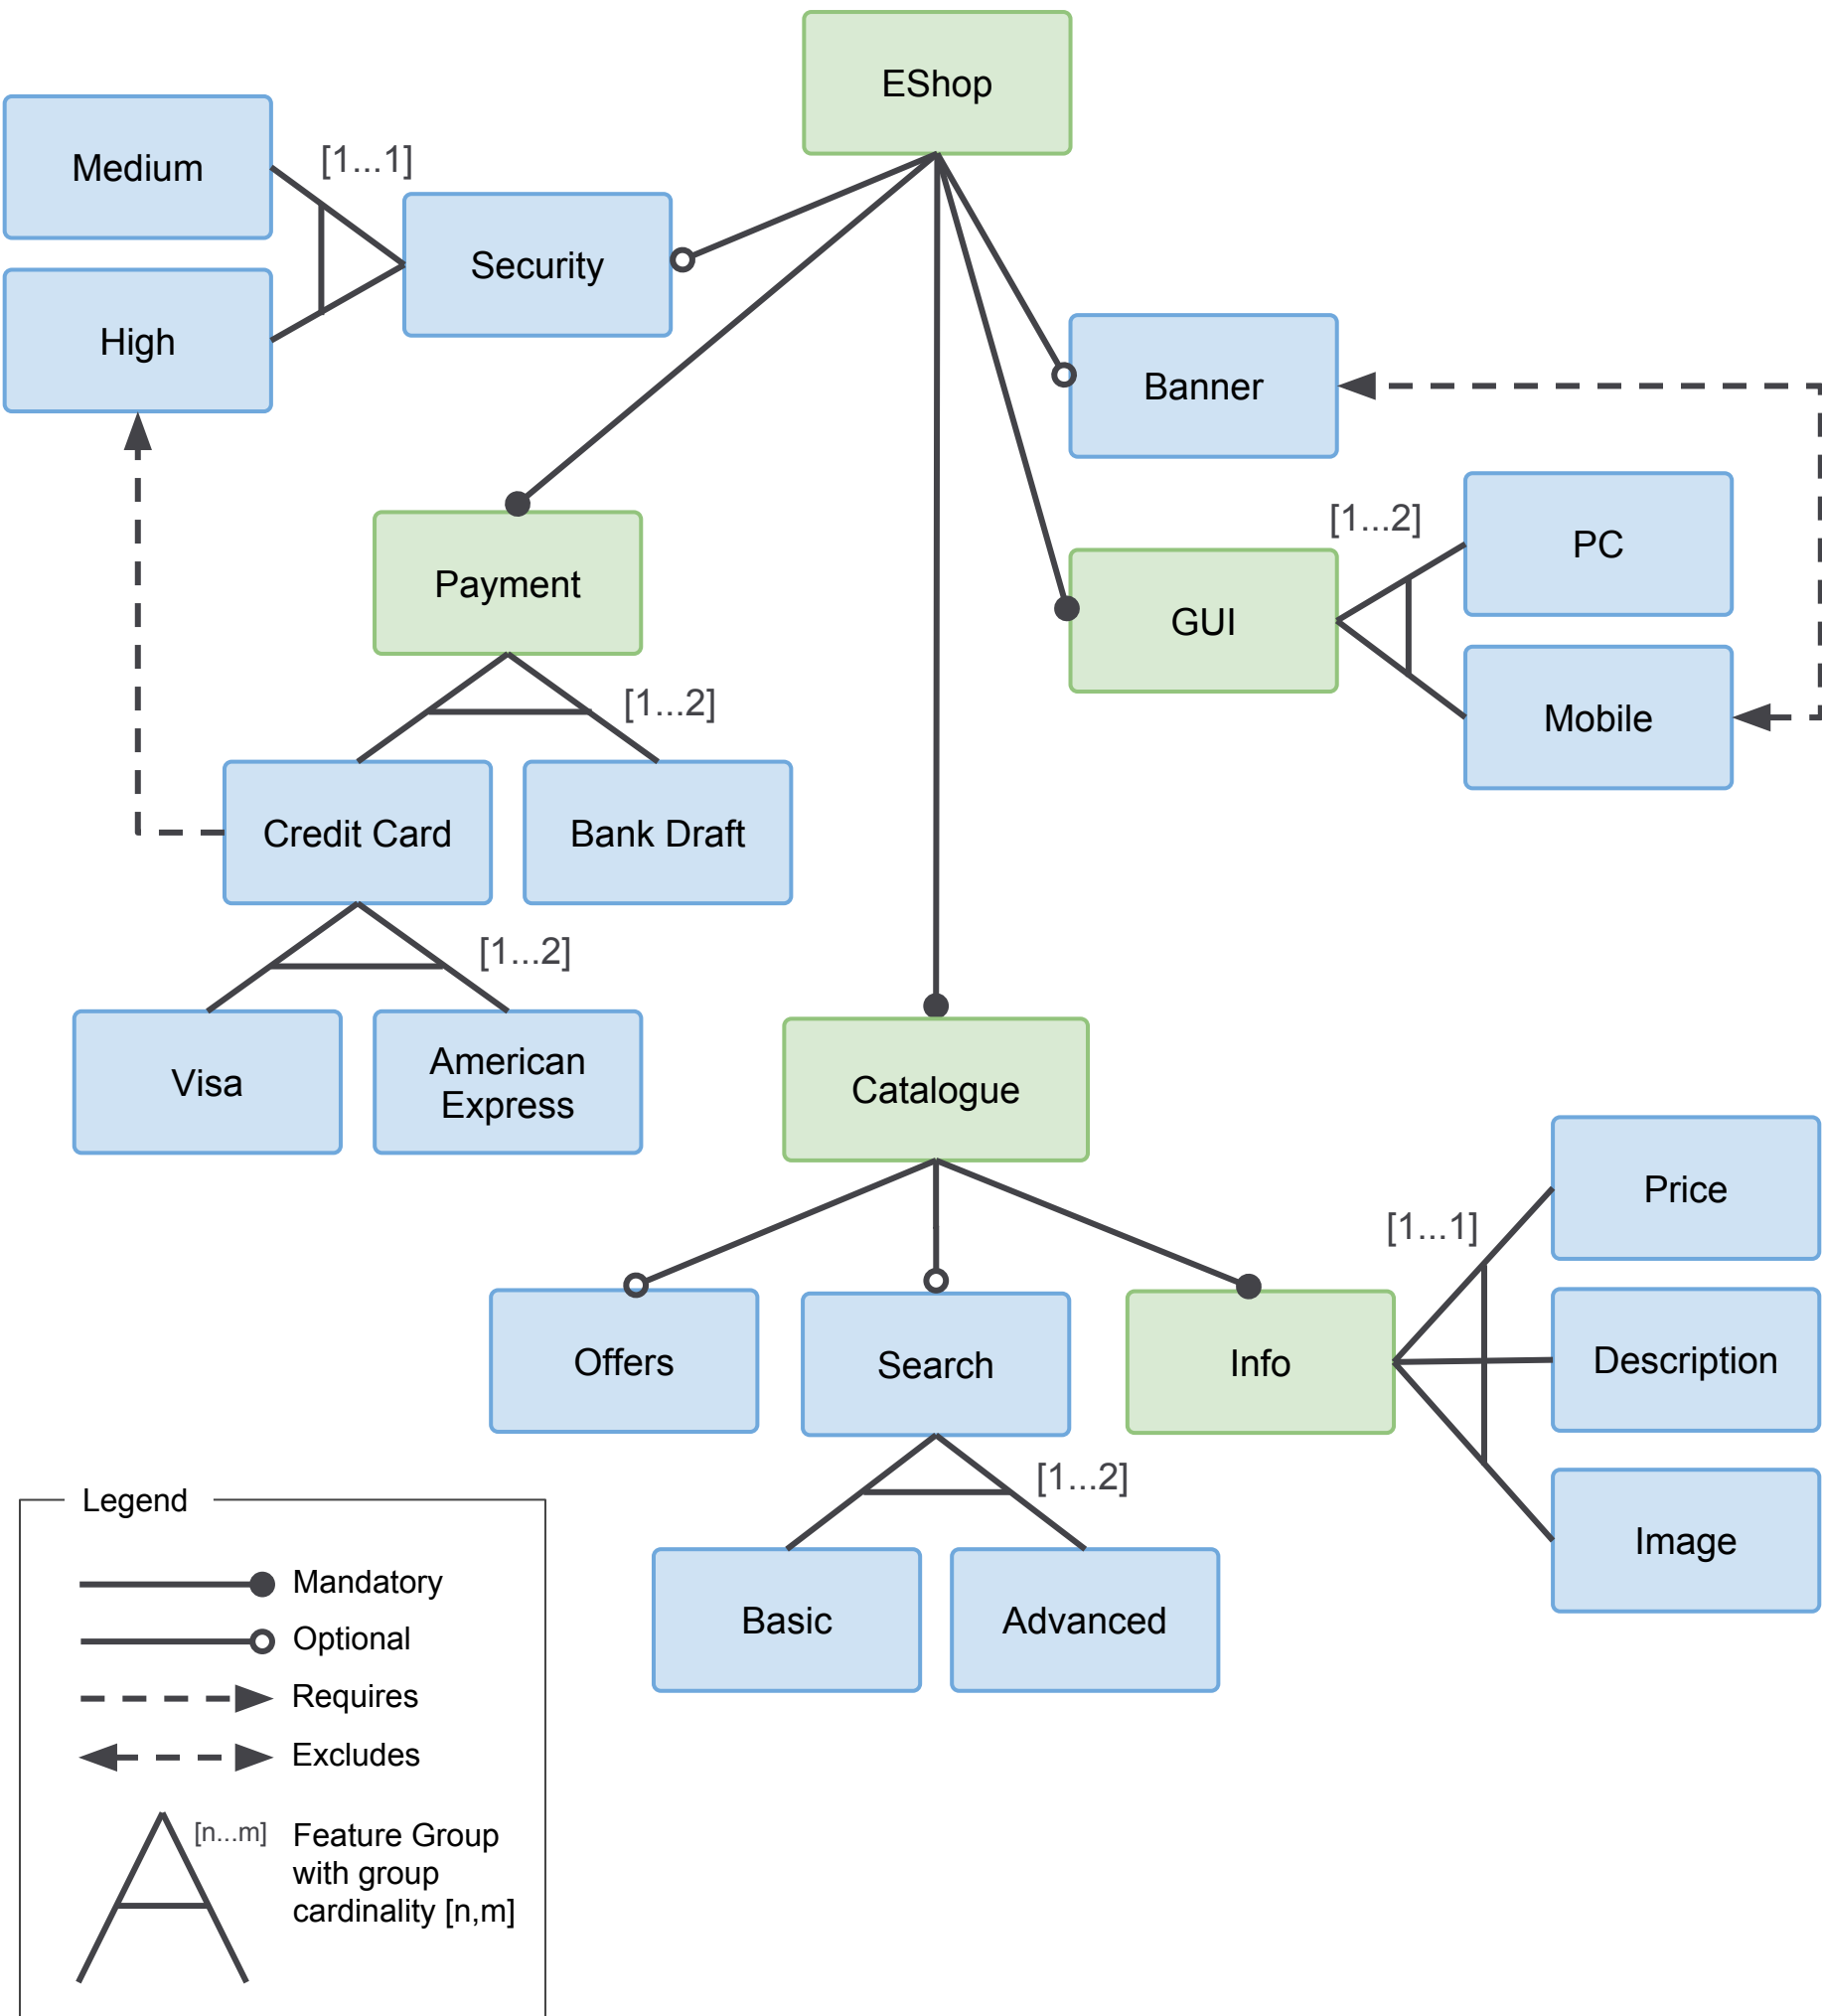 EShop
Medium
[1...1]
Security
High
Banner
[1...2]
PC
Payment
GUI
[1...2]
Mobile
Credit Card
Bank Draft
[1...2]
Visa
American
Express
Catalogue
Price
[1...1]
Offers
Search
Info
Description
[1...2]
Image
Basic
Advanced
Legend
Mandatory
Optional
Requires
Excludes
[n...m]
Feature Group
with group
cardinality [n,m]